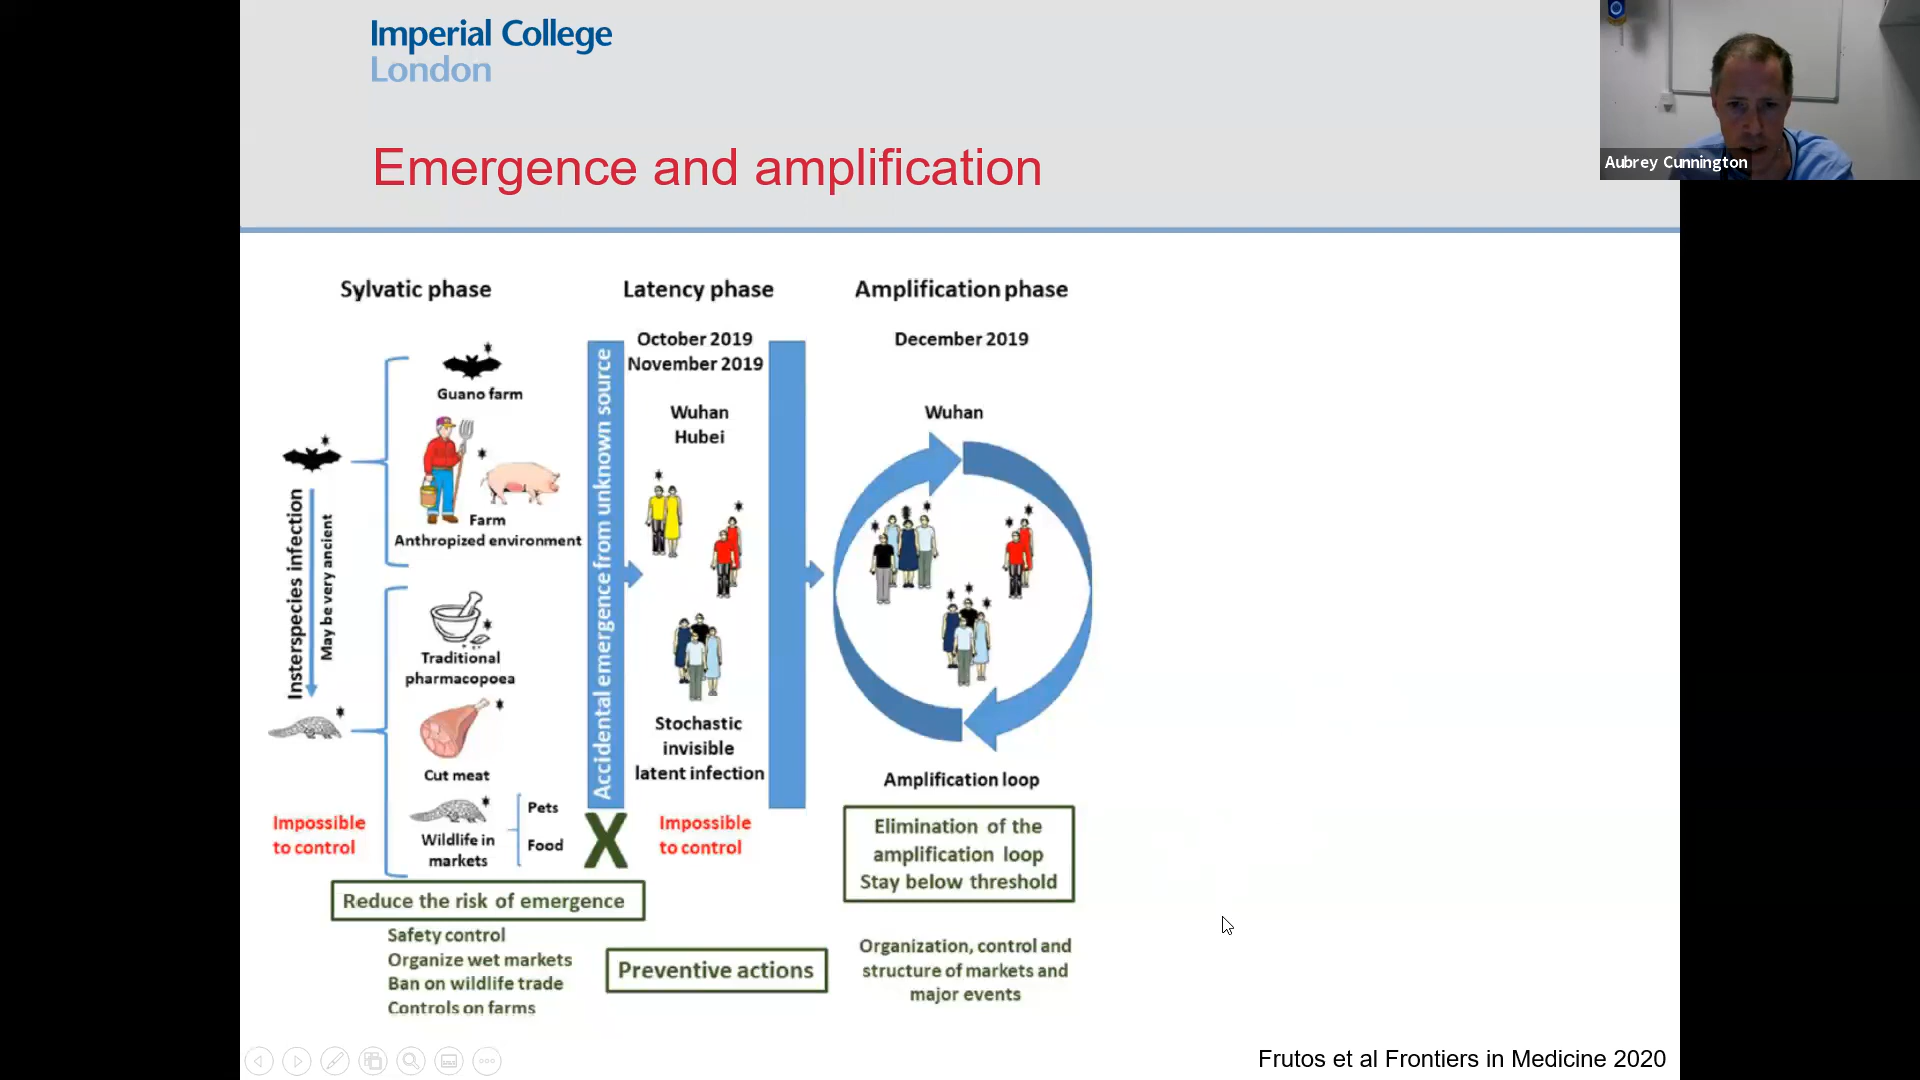 Imperial College
London
Aubrey Cunnington
Emergence and amplification
Sylvatic phase
Guano farm
Farm
Anthropized environment
Insterspecies infection
May be very ancient
Traditional
pharmacopoea
Cut meat
Wildlife in
markets
Pets
Food
Impossible
to control
Reduce the risk of emergence
Safety control
Organize wet markets
Ban on wildlife trade
Controls on farms
Accidental emergence from unknown source
X
Latency phase
October 2019
November 2019
Wuhan
Hubei
Stochastic
invisible
latent infection
Impossible
to control
Preventive actions
Amplification phase
December 2019
Wuhan
Amplification loop
Elimination of the
amplification loop
Stay below threshold
Organization, control and
structure of markets and
major events
Frutos et al Frontiers in Medicine 2020